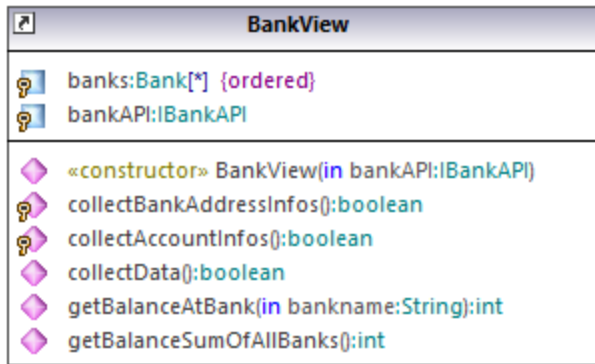 BankView
banks:Bank[*] {ordered}
bankAPI:IBankAPI
«constructor» BankView(in bankAPI:IBankAPI)
collectBankAddressInfos():boolean
collectAccountInfos():boolean
collectData():boolean
getBalanceAtBank(in bankname:String):int
getBalanceSumOfAllBanks():int